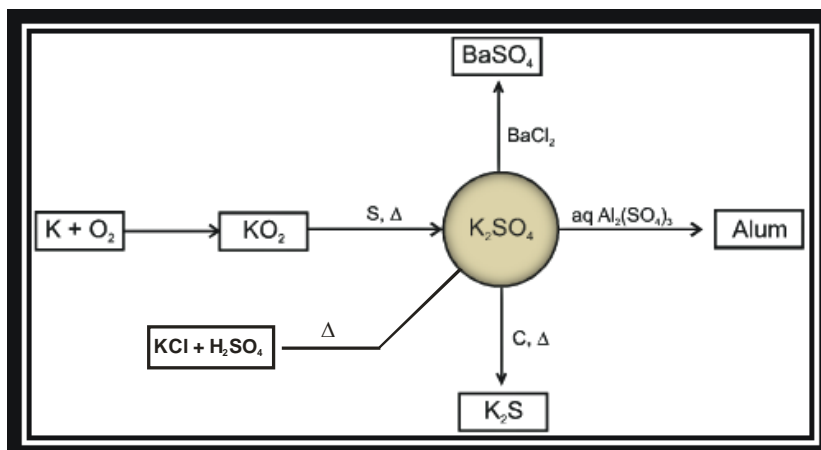 BaSO₄
BaCl₂
K + O₂
KO₂
S, Δ
K₂SO₄
aq Al₂(SO₄)₃
Alum
KCl + H₂SO₄
Δ
C, Δ
K₂S